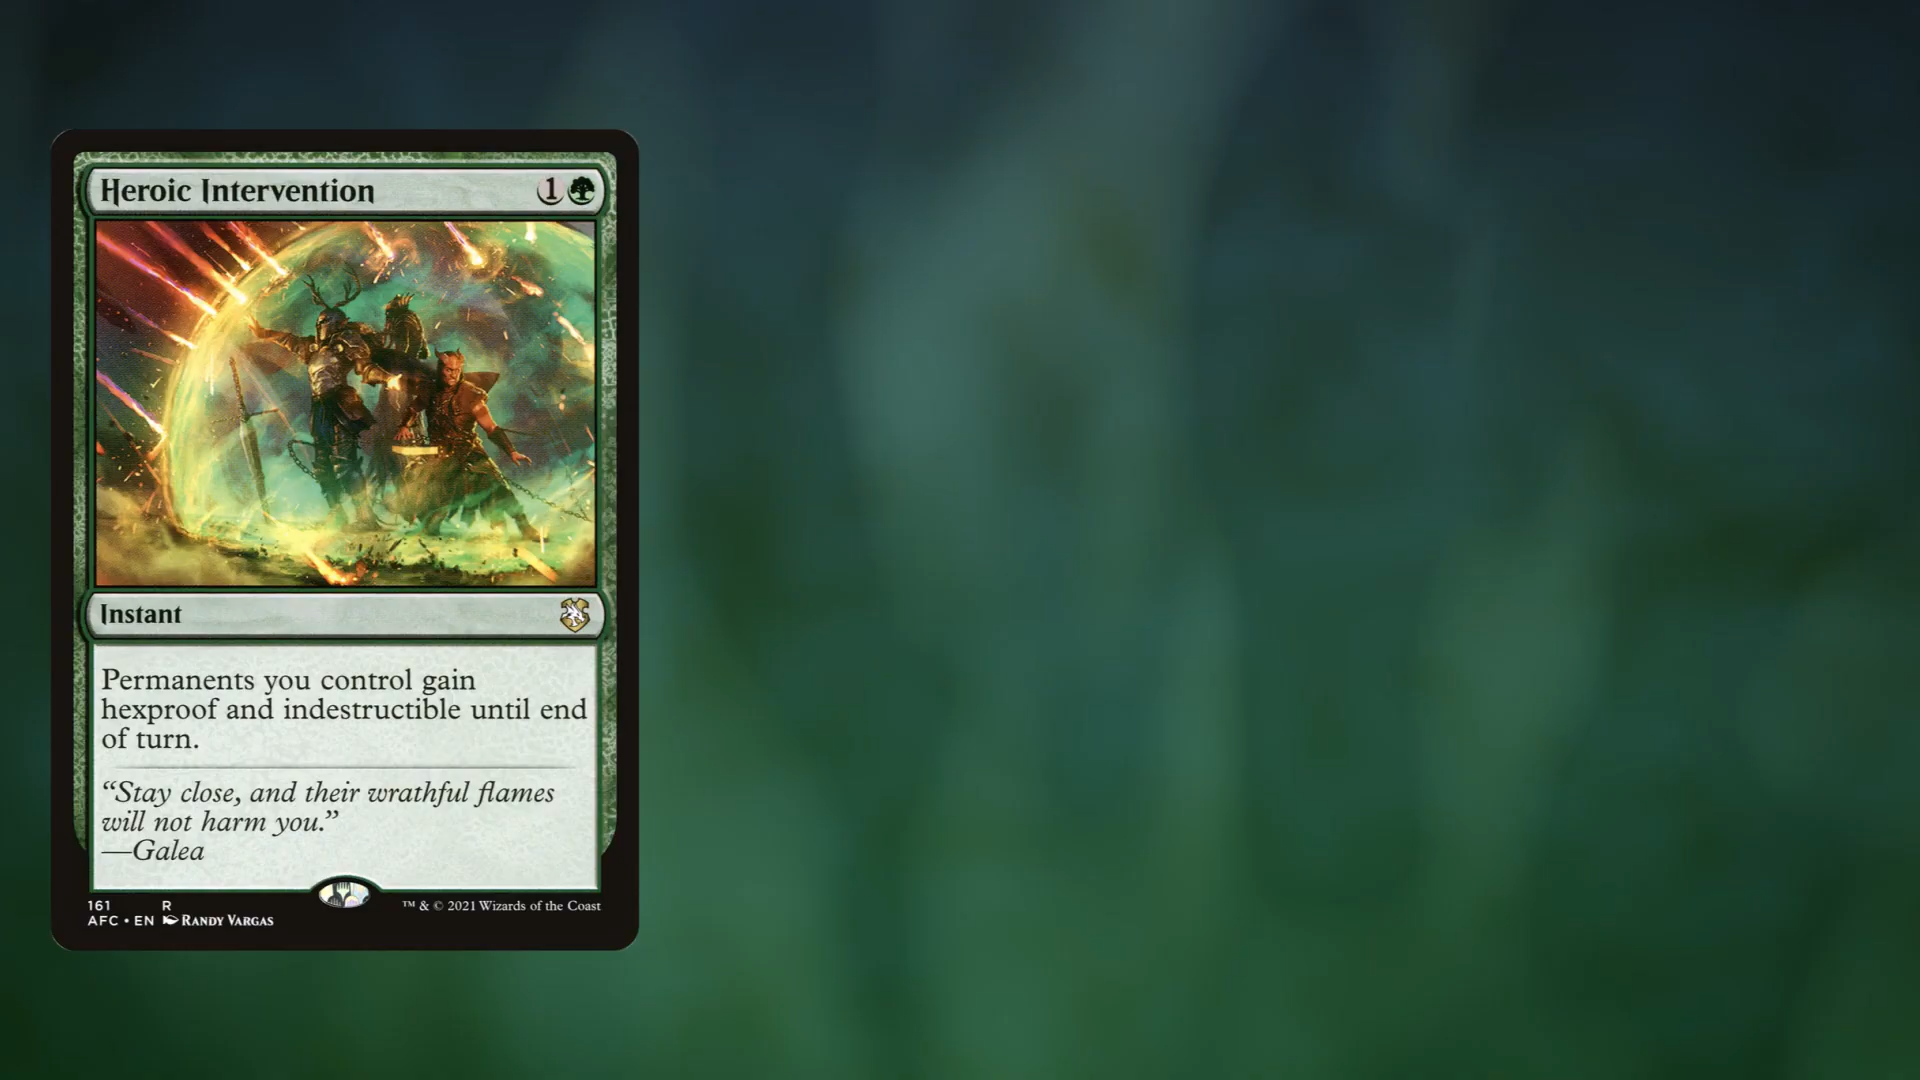 Heroic Intervention 1
Instant
Permanents you control gain
hexproof and indestructible until end
of turn.
“Stay close, and their wrathful flames
will not harm you.”
—Galea
161 R
AFC • EN RANDY VARGAS
™ & © 2021 Wizards of the Coast